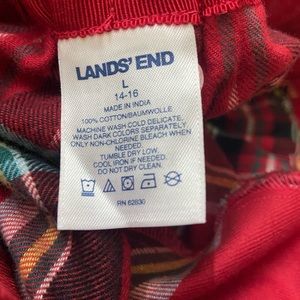 LANDS' END
L
14-16
MADE IN INDIA
100% COTTON/BAUMWOLLE
MACHINE WASH COLD DELICATE.
WASH DARK COLORS SEPARATELY
ONLY NON-CHLORINE BLEACH WHEN
NEEDED
TUMBLE DRY LOW.
COOL IRON IF NEEDED.
DO NOT DRY CLEAN.
RN 62830